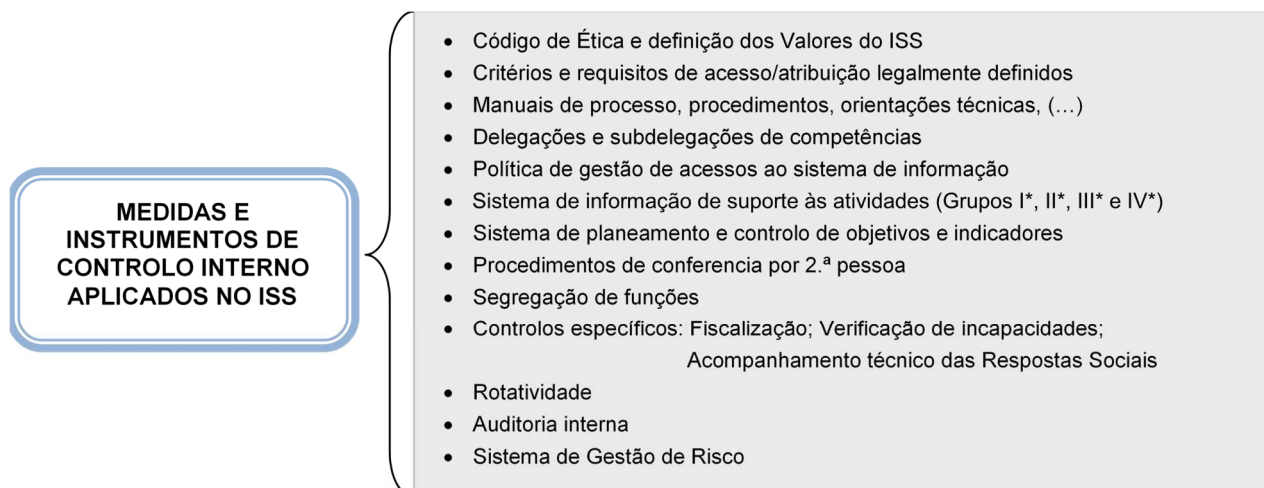 MEDIDAS E
INSTRUMENTOS DE
CONTROLO INTERNO
APLICADOS NO ISS
• Código de Ética e definição dos Valores do ISS
• Critérios e requisitos de acesso/atribuição legalmente definidos
• Manuais de processo, procedimentos, orientações técnicas, (…)
• Delegações e subdelegações de competências
• Política de gestão de acessos ao sistema de informação
• Sistema de informação de suporte às atividades (Grupos I*, II*, III* e IV*)
• Sistema de planeamento e controlo de objetivos e indicadores
• Procedimentos de conferencia por 2.ª pessoa
• Segregação de funções
• Controlos específicos: Fiscalização; Verificação de incapacidades;
Acompanhamento técnico das Respostas Sociais
• Rotatividade
• Auditoria interna
• Sistema de Gestão de Risco